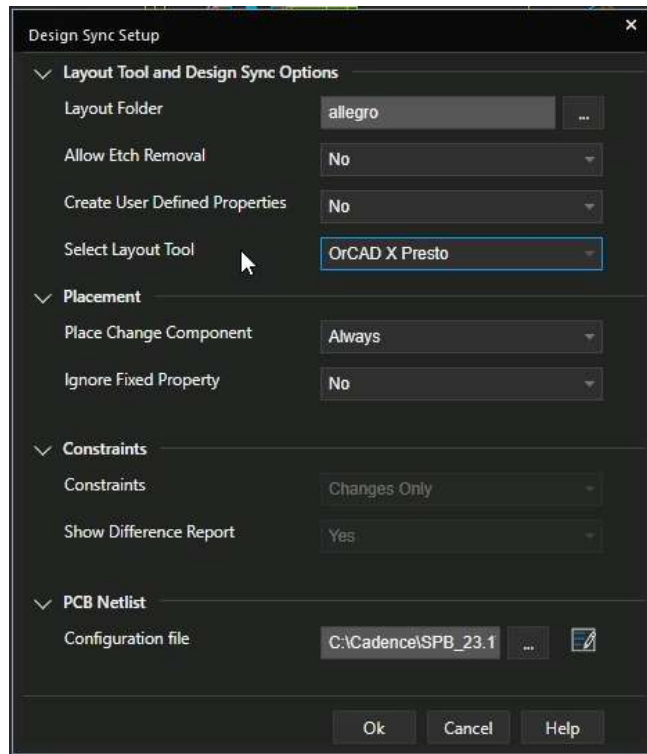 Design Sync Setup
Layout Tool and Design Sync Options
Layout Folder allegro ...
Allow Etch Removal No
Create User Defined Properties No
Select Layout Tool OrCAD X Presto
Placement
Place Change Component Always
Ignore Fixed Property No
Constraints
Constraints Changes Only
Show Difference Report Yes
PCB Netlist
Configuration file C:\Cadence\SPB_23.1 ...
Ok Cancel Help